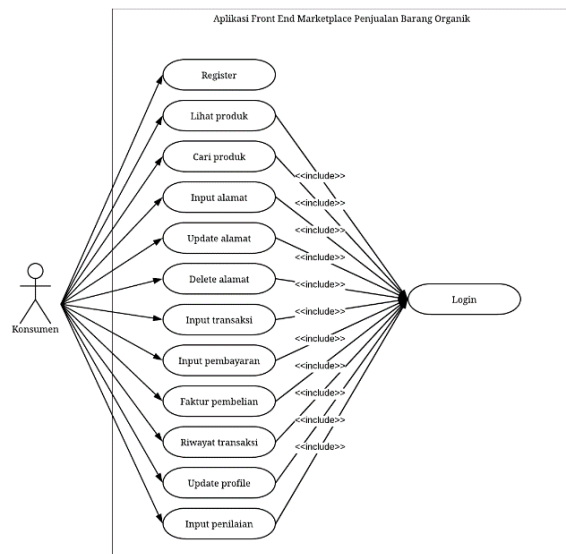 Aplikasi Front End Marketplace Penjualan Barang Organik
Register
Lihat produk
Cari produk
Input alamat
Update alamat
Delete alamat
Input transaksi
Input pembayaran
Faktur pembelian
Riwayat transaksi
Update profile
Input penilaian
Konsumen
<<include>>
<<include>>
<<include>>
<<include>>
<<include>>
<<include>>
<<include>>
<<include>>
<<include>>
<<include>>
<<include>>
Login